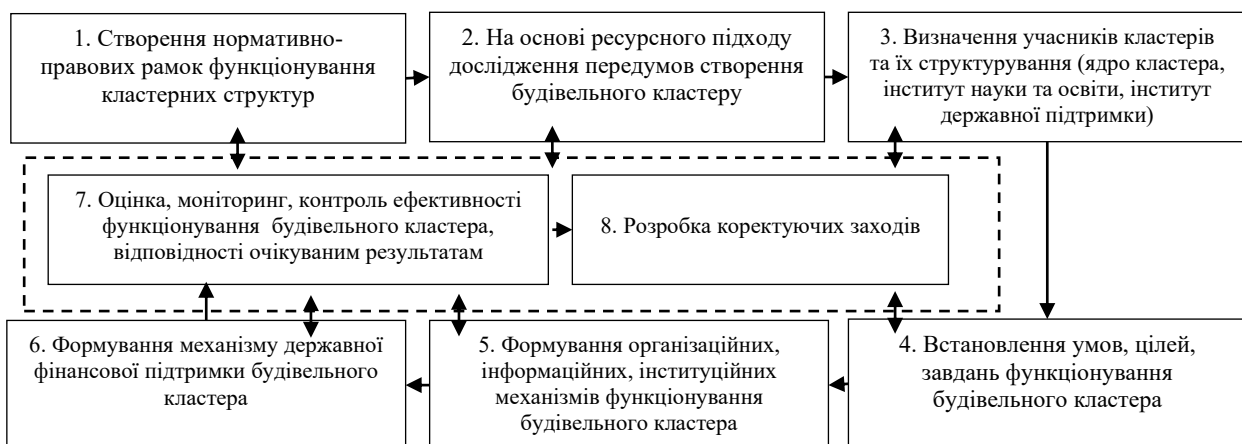 1. Створення нормативно-
правових рамок функціонування
кластерних структур
2. На основі ресурсного підходу
дослідження передумов створення
будівельного кластеру
3. Визначення учасників кластерів
та їх структурування (ядро кластера,
інститут науки та освіти, інститут
державної підтримки)
7. Оцінка, моніторинг, контроль ефективності
функціонування будівельного кластера,
відповідності очікуваним результатам
8. Розробка коректуючих заходів
6. Формування механізму державної
фінансової підтримки будівельного
кластера
5. Формування організаційних,
інформаційних, інституційних
механізмів функціонування
будівельного кластера
4. Встановлення умов, цілей,
завдань функціонування
будівельного кластера